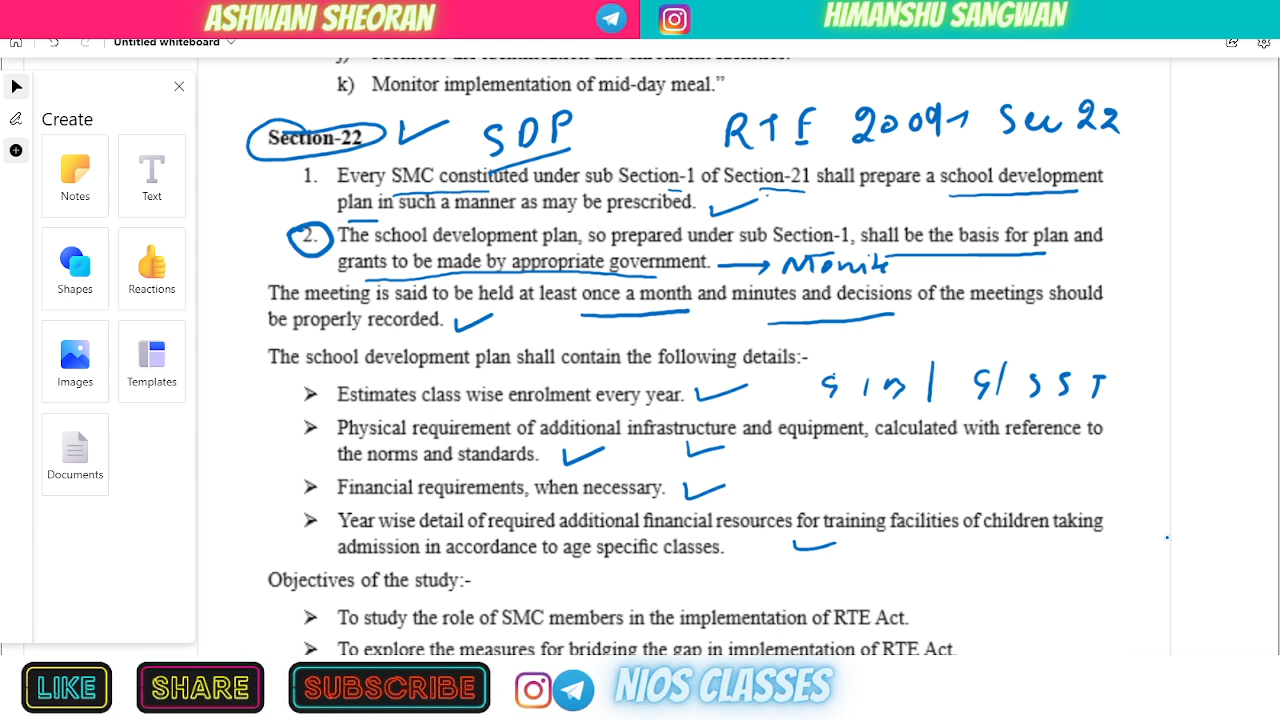 ASHWANI SHEORAN
HIMANSHU SANGWAN
Untitled whiteboard
Create
Notes
Text
Shapes
Reactions
Images
Templates
Documents
k) Monitor implementation of mid-day meal.”
Section-22
SDP
RTE 2009 Sec 22
1. Every SMC constituted under sub Section-1 of Section-21 shall prepare a school development
plan in such a manner as may be prescribed.
2. The school development plan, so prepared under sub Section-1, shall be the basis for plan and
grants to be made by appropriate government.
The meeting is said to be held at least once a month and minutes and decisions of the meetings should
be properly recorded.
The school development plan shall contain the following details:-
➢ Estimates class wise enrolment every year.
➢ Physical requirement of additional infrastructure and equipment, calculated with reference to
the norms and standards.
➢ Financial requirements, when necessary.
➢ Year wise detail of required additional financial resources for training facilities of children taking
admission in accordance to age specific classes.
Objectives of the study:-
➢ To study the role of SMC members in the implementation of RTE Act.
➢ To explore the measures for bridging the gap in implementation of RTE Act.
LIKE
SHARE
SUBSCRIBE
NIOS CLASSES